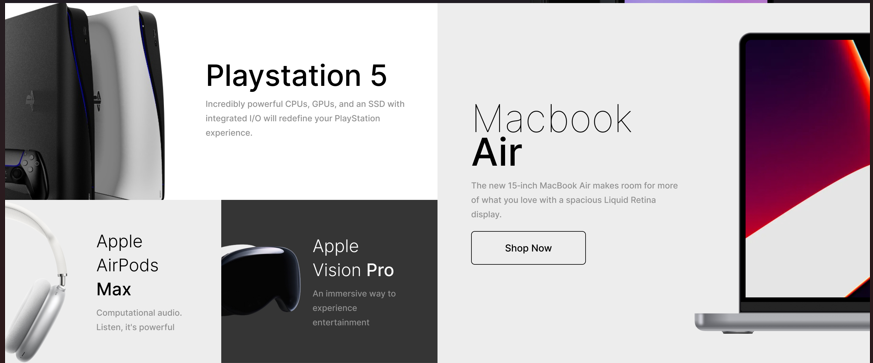 Playstation 5
Incredibly powerful CPUs, GPUs, and an SSD with
integrated I/O will redefine your PlayStation
experience.
Apple
AirPods
Max
Computational audio.
Listen, it's powerful
Apple
Vision Pro
An immersive way to
experience
entertainment
Macbook
Air
The new 15-inch MacBook Air makes room for more
of what you love with a spacious Liquid Retina
display.
Shop Now